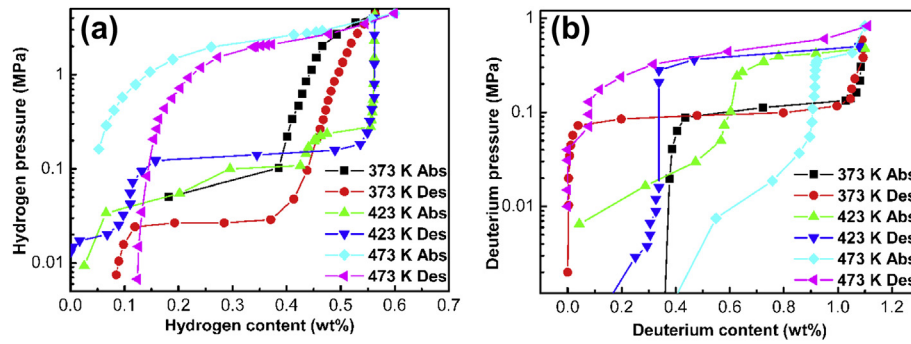 (a)
Hydrogen pressure (MPa)
1
0.1
0.01
373 K Abs
373 K Des
423 K Abs
423 K Des
473 K Abs
473 K Des
0.0 0.1 0.2 0.3 0.4 0.5 0.6 0.7
Hydrogen content (wt%)
(b)
Deuterium pressure (MPa)
1
0.1
0.01
373 K Abs
373 K Des
423 K Abs
423 K Des
473 K Abs
473 K Des
0.0 0.2 0.4 0.6 0.8 1.0 1.2
Deuterium content (wt%)